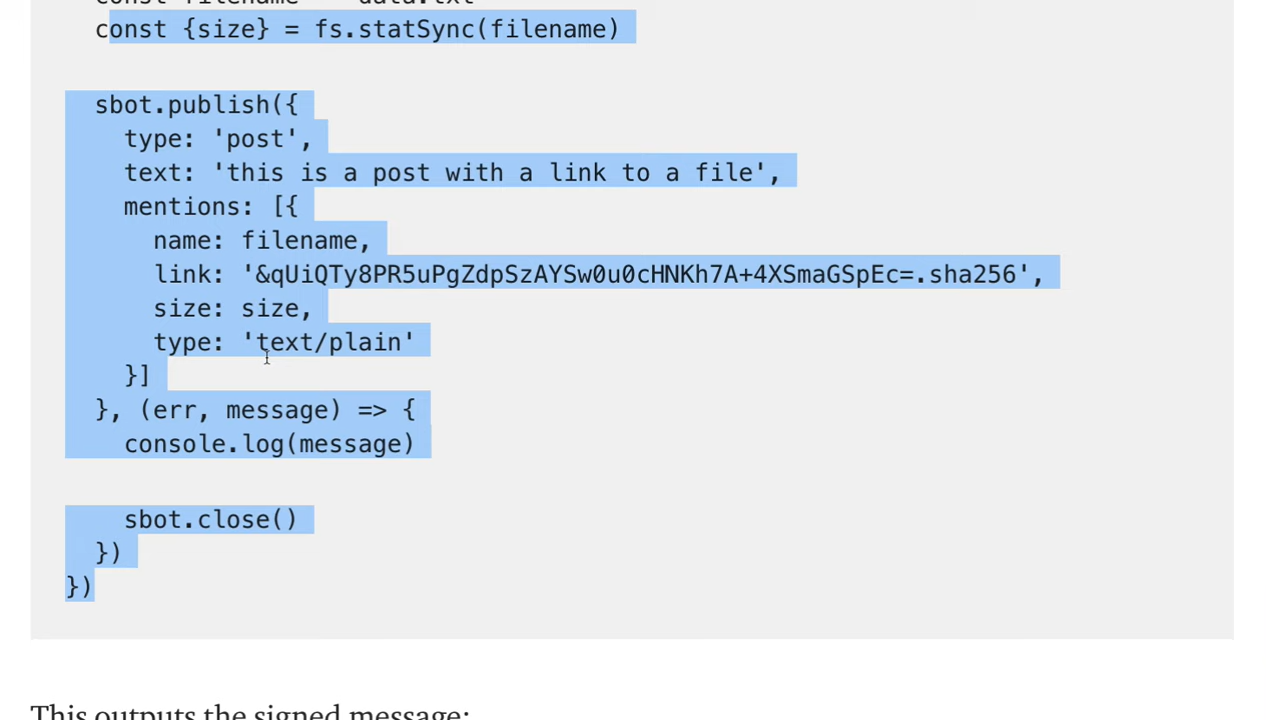 const {size} = fs.statSync(filename)
sbot.publish({
type: 'post',
text: 'this is a post with a link to a file',
mentions: [{
name: filename,
link: '&qUiQTy8PR5uPgZdpSzAYSw0u0cHNKh7A+4XSmaGSpEc=.sha256',
size: size,
type: 'text/plain'
}]
}, (err, message) => {
console.log(message)
sbot.close()
})
})
This outputs the signed message: